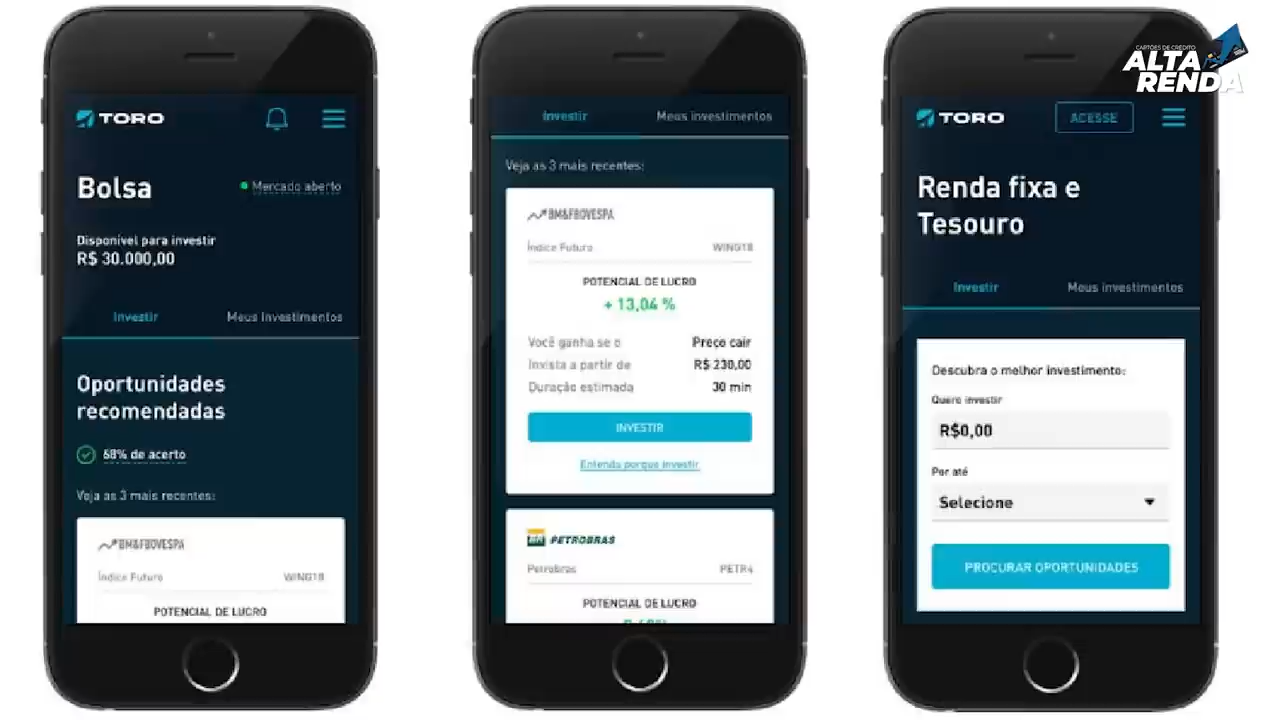 CARTÕES DE CRÉDITO
ALTA
RENDA
TORO
Bolsa
Mercado aberto
Disponível para investir
R$ 30.000,00
Investir
Meus investimentos
Oportunidades
recomendadas
68% de acerto
Veja as 3 mais recentes:
BM&FBOVESPA
Índice Futuro
WING18
POTENCIAL DE LUCRO
Investir
Meus investimentos
Veja as 3 mais recentes:
BM&FBOVESPA
Índice Futuro
WING18
POTENCIAL DE LUCRO
+ 13,04 %
Você ganha se o
Preço cair
Invista a partir de
R$ 230,00
Duração estimada
30 min
INVESTIR
Entenda porque investir
BR PETROBRAS
Petrobras
PETR4
POTENCIAL DE LUCRO
TORO
ACESSE
Renda fixa e
Tesouro
Investir
Meus investimentos
Descubra o melhor investimento:
Quero investir
R$0,00
Por até
Selecione
PROCURAR OPORTUNIDADES